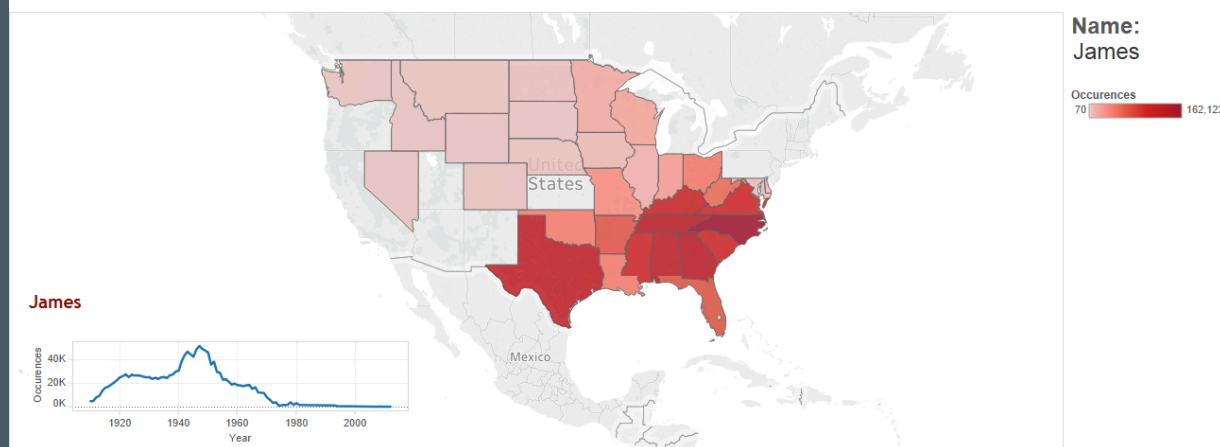 Name:
James
Occurences
70 162,122
United
States
Mexico
James
Occurences
40K
20K
0K
1920 1940 1960 1980 2000
Year